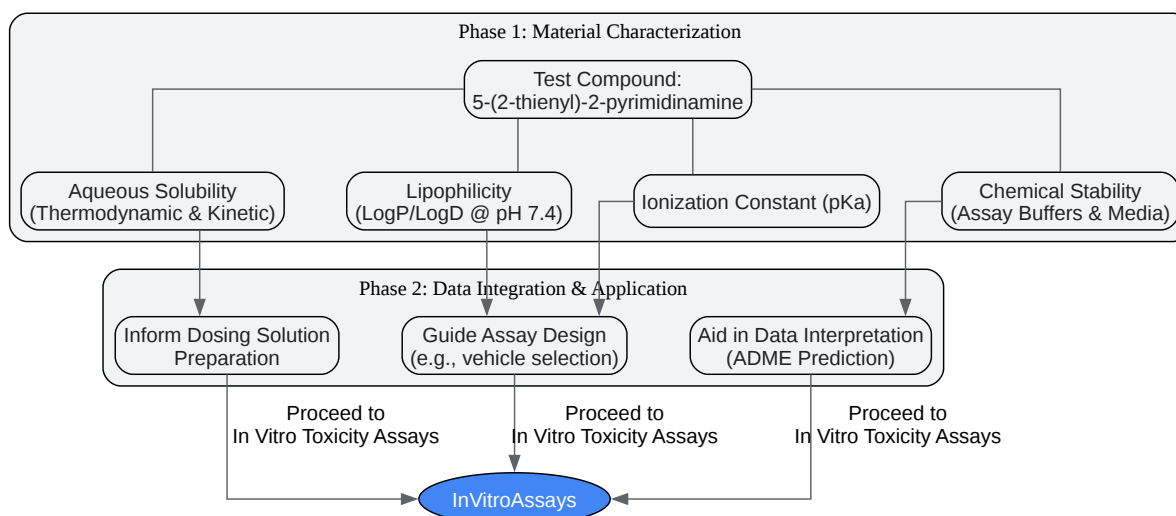 Phase 1: Material Characterization
Test Compound:
5-(2-thienyl)-2-pyrimidinamine
Aqueous Solubility
(Thermodynamic & Kinetic)
Lipophilicity
(LogP/LogD @ pH 7.4)
Ionization Constant (pKa)
Chemical Stability
(Assay Buffers & Media)
Phase 2: Data Integration & Application
Inform Dosing Solution
Preparation
Guide Assay Design
(e.g., vehicle selection)
Aid in Data Interpretation
(ADME Prediction)
Proceed to
In Vitro Toxicity Assays
Proceed to
In Vitro Toxicity Assays
Proceed to
In Vitro Toxicity Assays
InVitroAssays